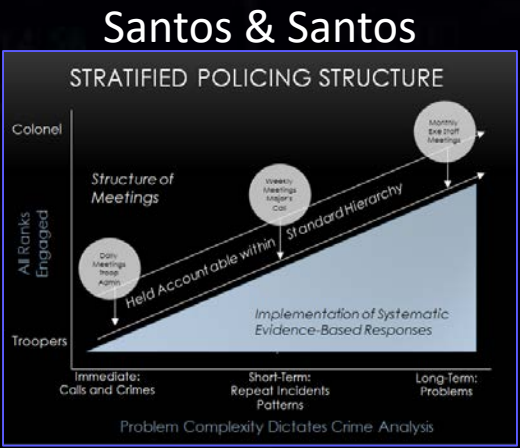 Santos & Santos
STRATIFIED POLICING STRUCTURE
Colonel
Monthly
Exe Staff
Meetings
Structure of
Meetings
Weekly
Meetings
Major's
Call
All Ranks
Engaged
Held Accountable within Standard Hierarchy
Daily
Meetings
Troop
Admin
Implementation of Systematic
Evidence-Based Responses
Troopers
Immediate:
Calls and Crimes
Short-Term:
Repeat Incidents
Patterns
Long-Term:
Problems
Problem Complexity Dictates Crime Analysis